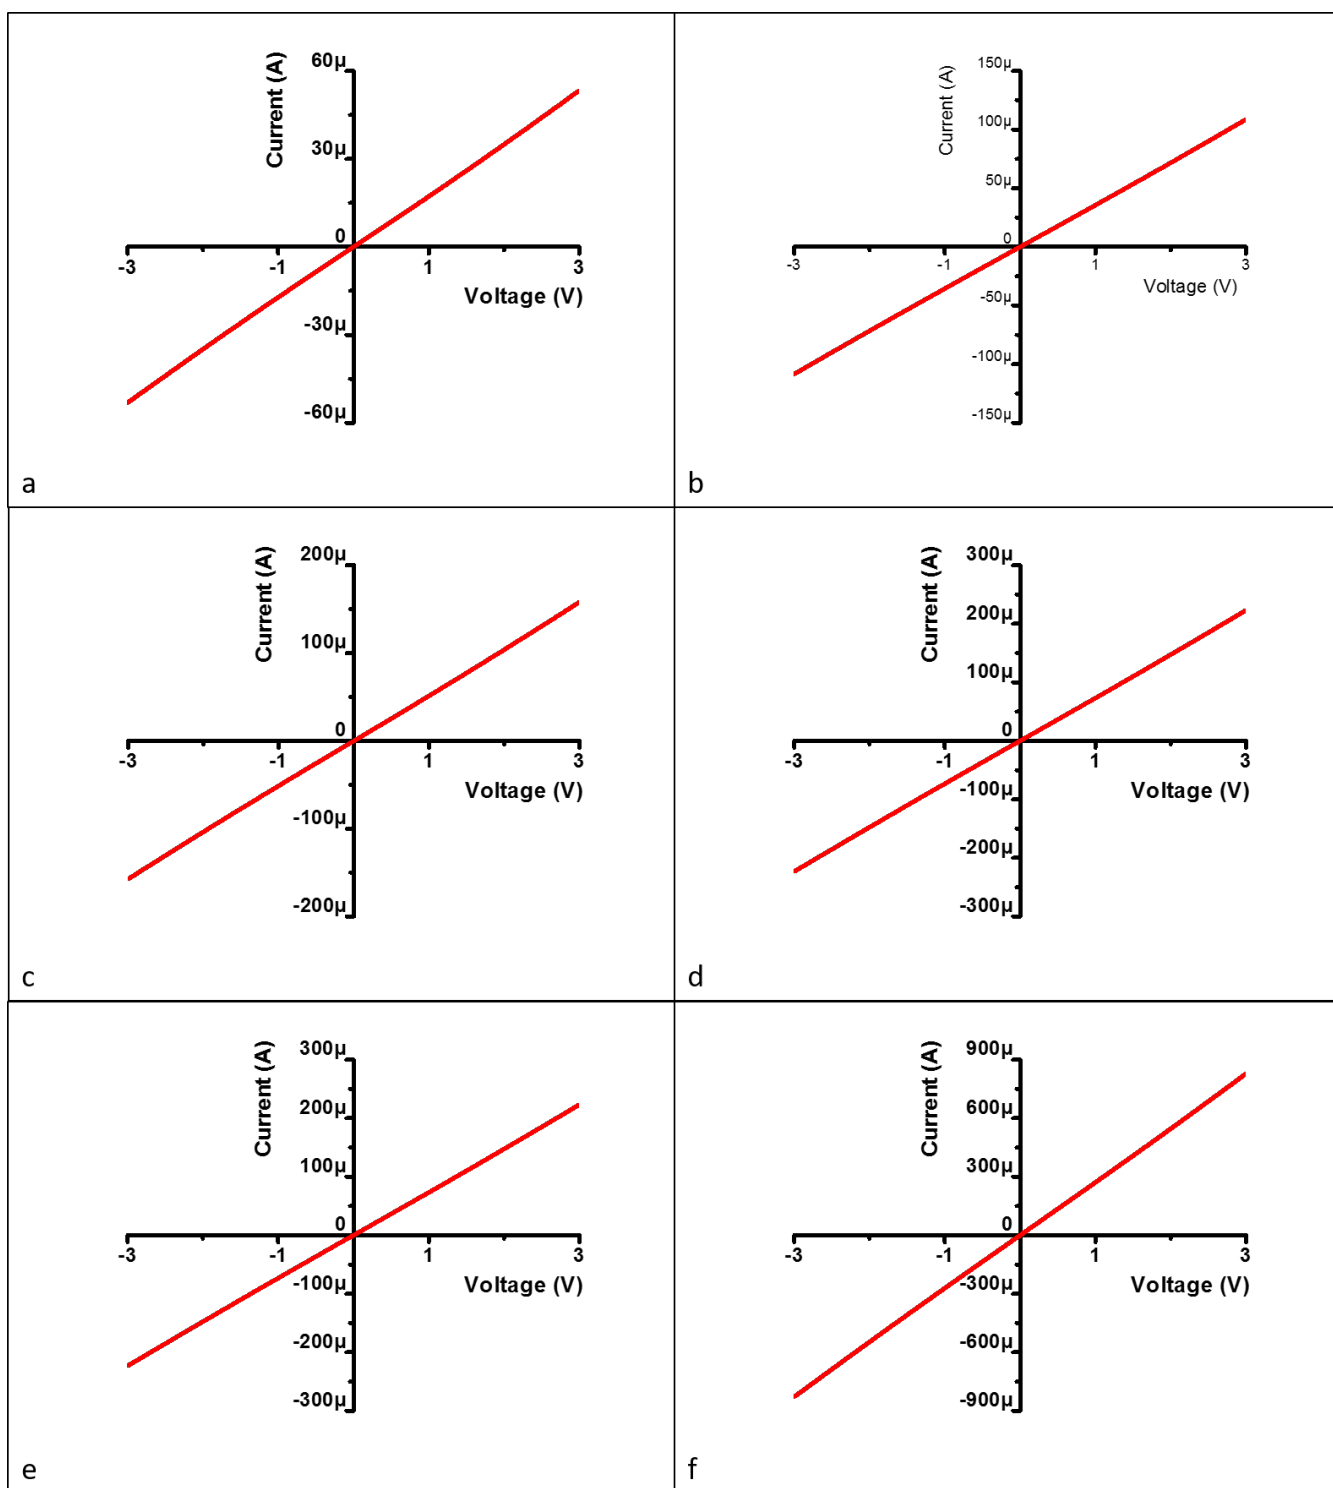 Current (A)
60µ
30µ
0
-3
-1
1
3
Voltage (V)
-30µ
-60µ
a
Current (A)
150µ
100µ
50µ
0
-3
-1
1
3
Voltage (V)
-50µ
-100µ
-150µ
b
Current (A)
200µ
100µ
0
-3
-1
1
3
Voltage (V)
-100µ
-200µ
c
Current (A)
300µ
200µ
100µ
0
-3
-1
1
3
Voltage (V)
-100µ
-200µ
-300µ
d
Current (A)
300µ
200µ
100µ
0
-3
-1
1
3
Voltage (V)
-100µ
-200µ
-300µ
e
Current (A)
900µ
600µ
300µ
0
-3
-1
1
3
Voltage (V)
-300µ
-600µ
-900µ
f